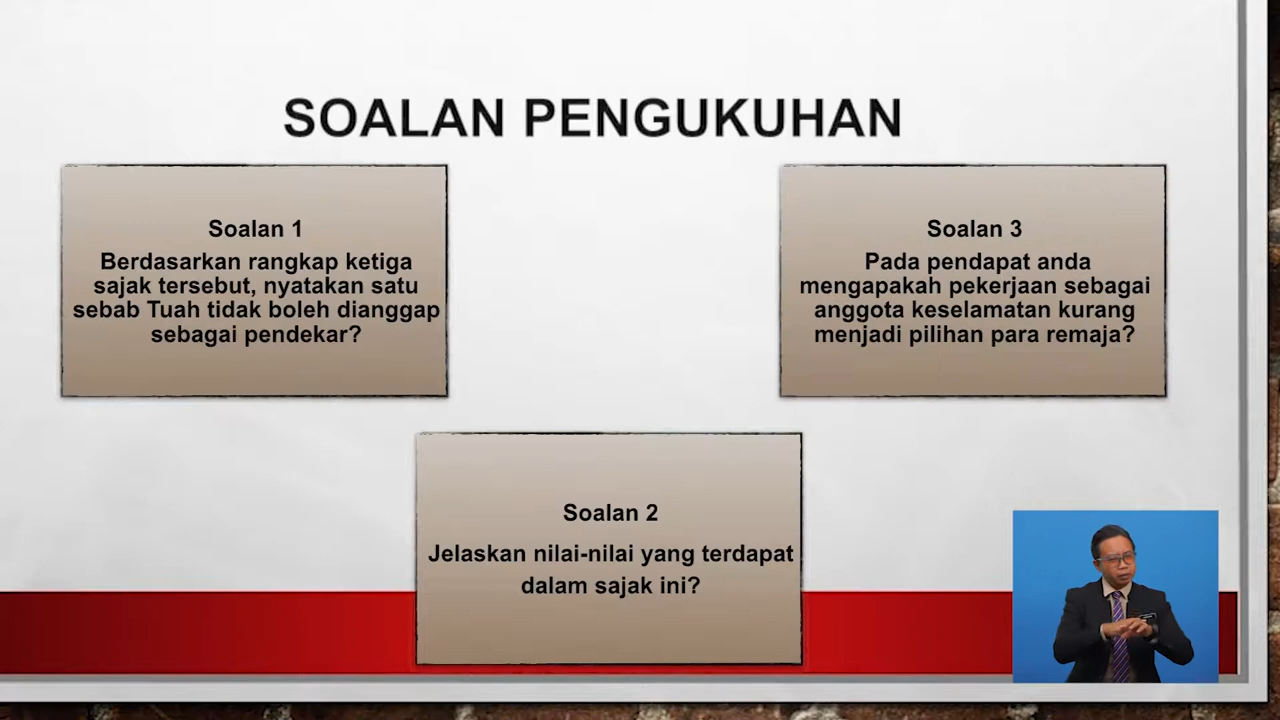 SOALAN PENGUKUHAN
Soalan 1
Berdasarkan rangkap ketiga
sajak tersebut, nyatakan satu
sebab Tuah tidak boleh dianggap
sebagai pendekar?
Soalan 3
Pada pendapat anda
mengapakah pekerjaan sebagai
anggota keselamatan kurang
menjadi pilihan para remaja?
Soalan 2
Jelaskan nilai-nilai yang terdapat
dalam sajak ini?